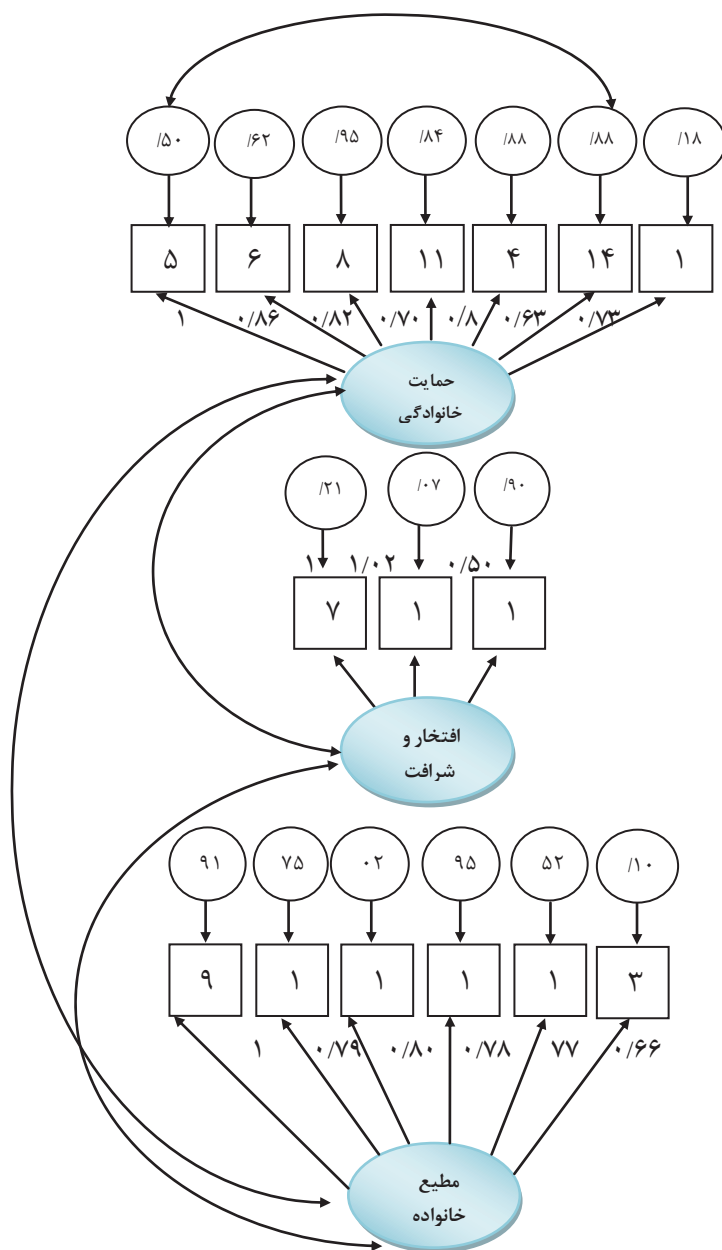 /۵۰ /۶۲ /۹۵ /۸۴ /۸۸ /۸۸ /۱۸
۵ ۶ ۸ ۱۱ ۴ ۱۴ ۱
۱ ۰/۸۶ ۰/۸۲ ۰/۷۰ ۰/۸ ۰/۶۳ ۰/۷۳
حمایت
خانوادگی
/۲۱ /۰۷ /۹۰
۱ ۱/۰۲ ۰/۵۰
۷ ۱ ۱
افتخار و
شرافت
۹۱ ۷۵ ۰۲ ۹۵ ۵۲ /۱۰
۹ ۱ ۱ ۱ ۱ ۳
۱ ۰/۷۹ ۰/۸۰ ۰/۷۸ ۷۷ ۰/۶۶
مطیع
خانواده